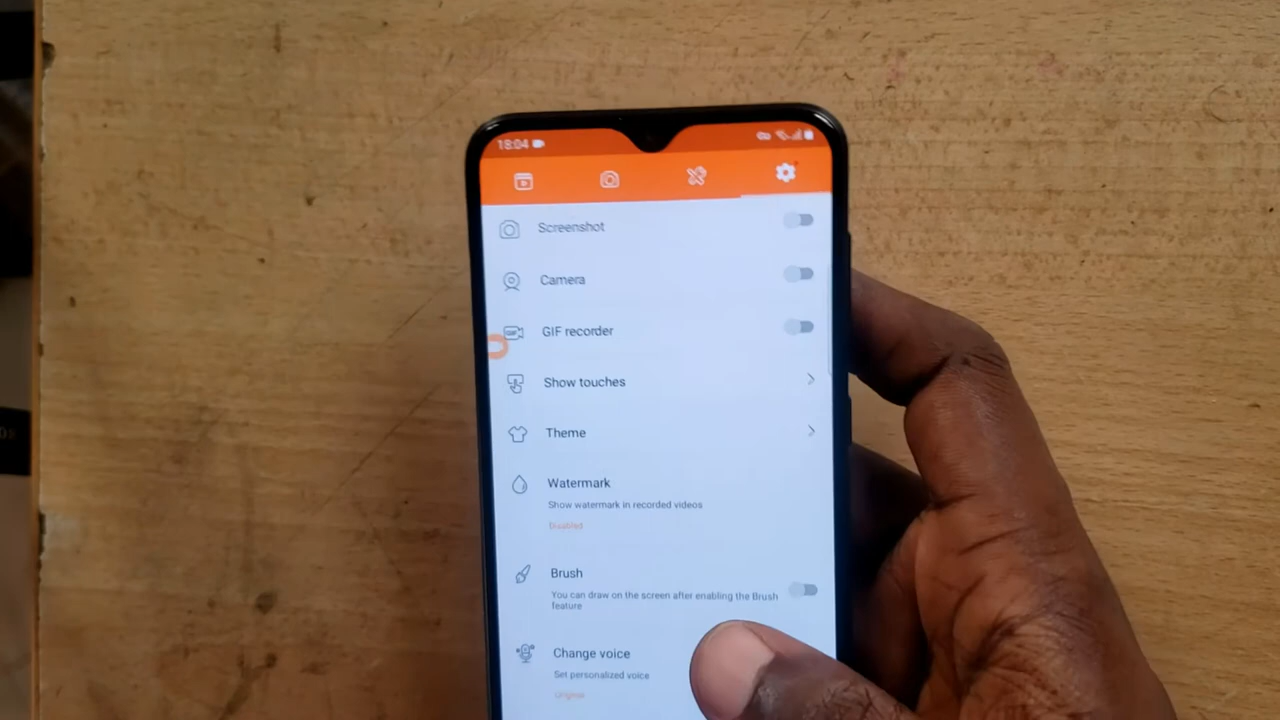 18:04
Screenshot
Camera
GIF recorder
Show touches
Theme
Watermark
Show watermark in recorded videos
Disabled
Brush
You can draw on the screen after enabling the Brush
feature
Change voice
Set personalized voice